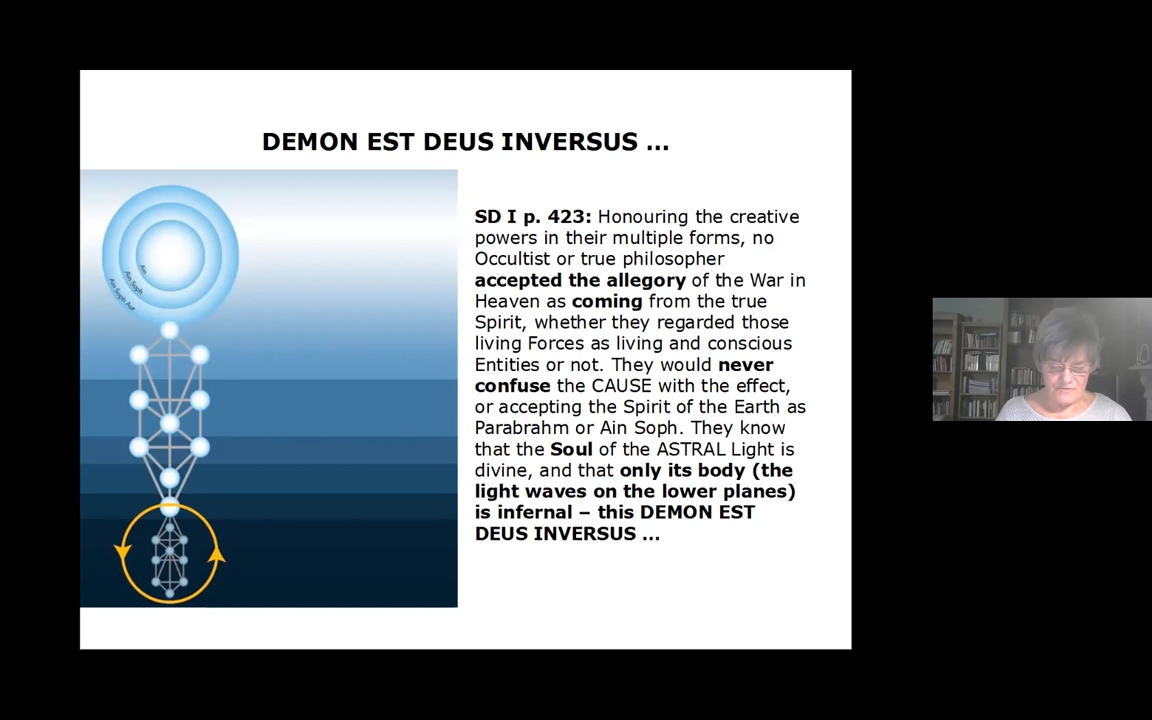 DEMON EST DEUS INVERSUS ...
SD I p. 423: Honouring the creative
powers in their multiple forms, no
Occultist or true philosopher
accepted the allegory of the War in
Heaven as coming from the true
Spirit, whether they regarded those
living Forces as living and conscious
Entities or not. They would never
confuse the CAUSE with the effect,
or accepting the Spirit of the Earth as
Parabrahm or Ain Soph. They know
that the Soul of the ASTRAL Light is
divine, and that only its body (the
light waves on the lower planes)
is infernal – this DEMON EST
DEUS INVERSUS ...
Ain
Ain Soph
Ain Soph Aur